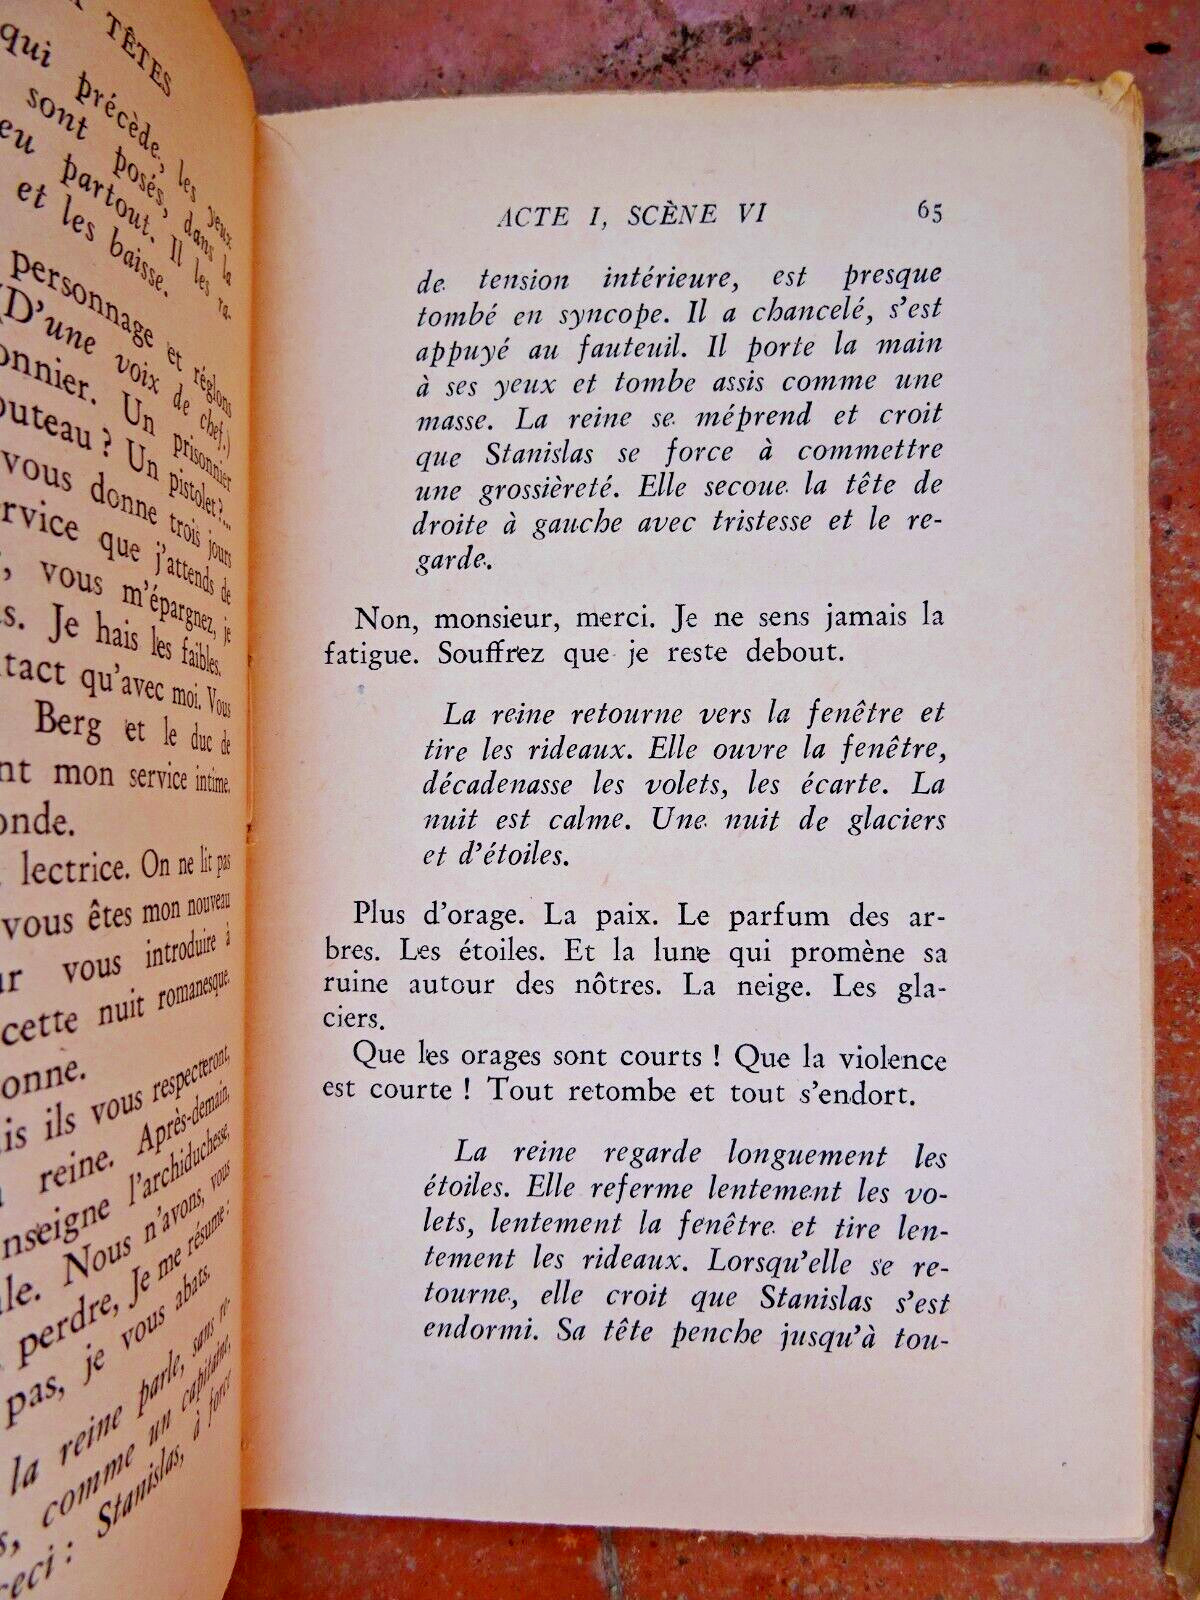 TÊTES
qui précède, les yeux
sont posés, dans la
partout. Il les ra-
et les baisse.
personnage et réglons
(D'une voix de chef.)
onnier. Un prisonnier
outeau ? Un pistolet ?...
vous donne trois jours
ervice que j'attends de
vous m'épargnez, je
s. Je hais les faibles.
ntact qu'avec moi. Vous
Berg et le duc de
nt mon service intime.
onde.
lectrice. On ne lit pas
vous êtes mon nouveau
ur vous introduire à
cette nuit romanesque.
onne.
is ils vous respecteront,
reine. Après-demain,
nseigne l'archiduchesse,
le. Nous n'avons, vous
perdre, Je me résume :
pas, je vous abats.
la reine parle, sans re-
comme un capitaine,
reci : Stanislas, à force
ACTE I, SCÈNE VI 65
de tension intérieure, est presque
tombé en syncope. Il a chancelé, s'est
appuyé au fauteuil. Il porte la main
à ses yeux et tombe assis comme une
masse. La reine se méprend et croit
que Stanislas se force à commettre
une grossièreté. Elle secoue la tête de
droite à gauche avec tristesse et le re-
garde.
Non, monsieur, merci. Je ne sens jamais la
fatigue. Souffrez que je reste debout.
La reine retourne vers la fenêtre et
tire les rideaux. Elle ouvre la fenêtre,
décadenasse les volets, les écarte. La
nuit est calme. Une nuit de glaciers
et d'étoiles.
Plus d'orage. La paix. Le parfum des ar-
bres. Les étoiles. Et la lune qui promène sa
ruine autour des nôtres. La neige. Les gla-
ciers.
Que les orages sont courts ! Que la violence
est courte ! Tout retombe et tout s'endort.
La reine regarde longuement les
étoiles. Elle referme lentement les vo-
lets, lentement la fenêtre et tire len-
tement les rideaux. Lorsqu'elle se re-
tourne, elle croit que Stanislas s'est
endormi. Sa tête penche jusqu'à tou-